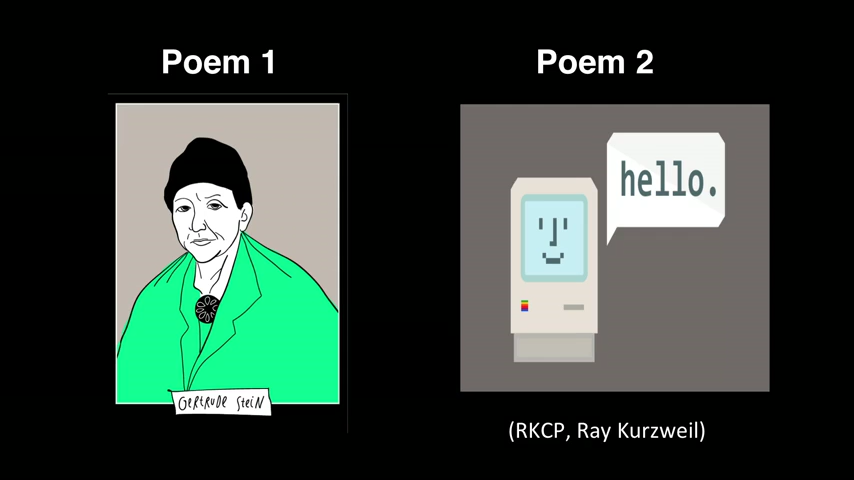 Poem 1
Poem 2
hello.
GERTRUDE STEIN
(RKCP, Ray Kurzweil)